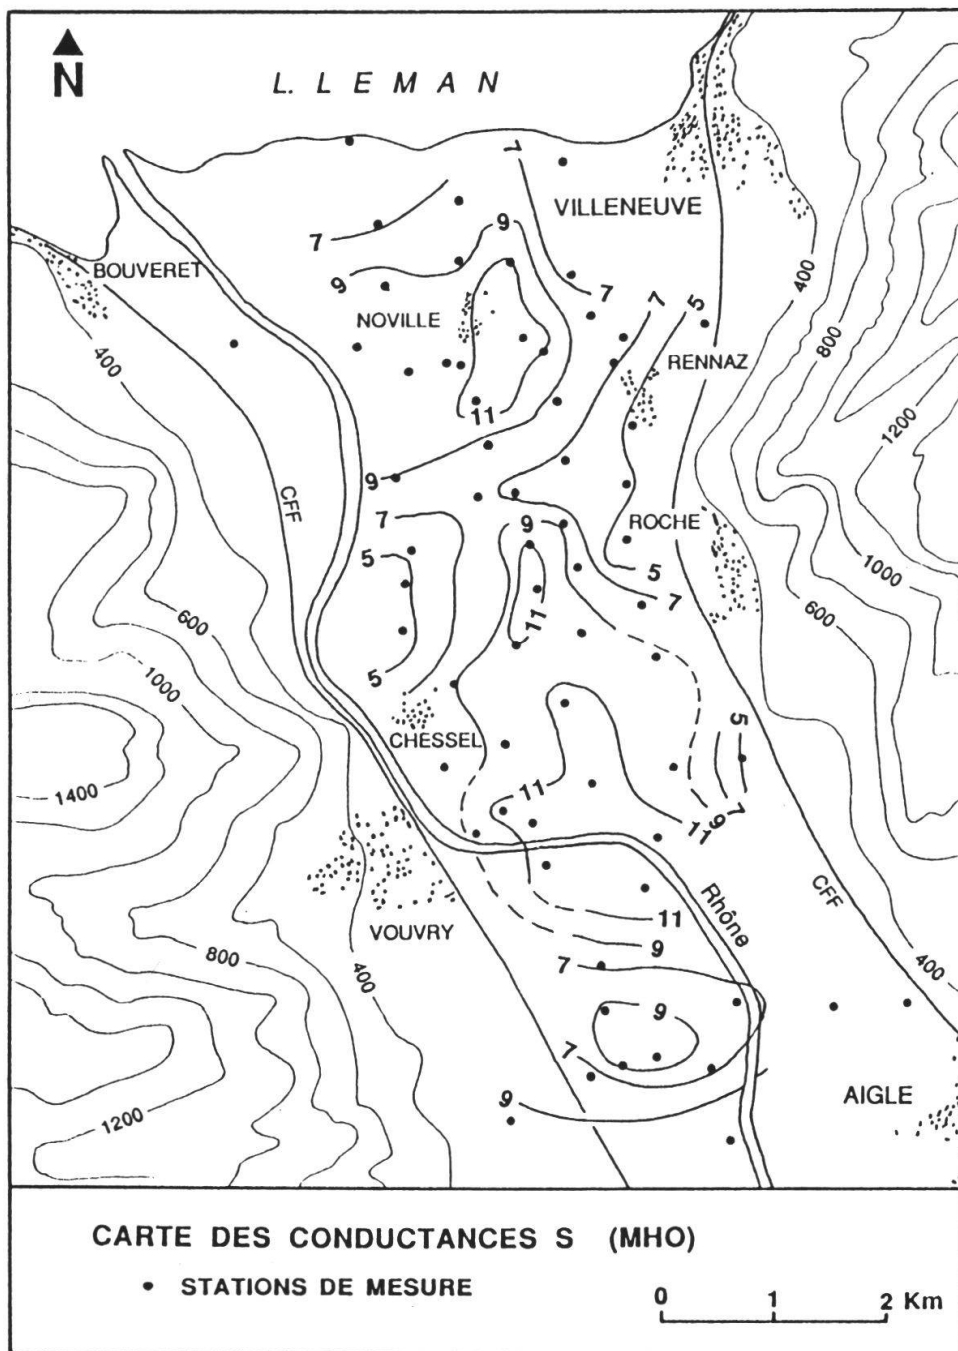 N
L. LEMAN
7
VILLENEUVE
7
9
BOUVERET
400
9
7
7
5
NOVILLE
800
400
RENNAZ
11
1200
9
CFF
7
9
ROCHE
5
5
1000
7
600
600
11
5
1000
CHESSEL
5
1400
11
7
9
11
CFF
Rhône
11
VOUVRY
9
800
7
400
400
9
7
AIGLE
9
1200
CARTE DES CONDUCTANCES S (MHO)
• STATIONS DE MESURE
0 1 2 Km